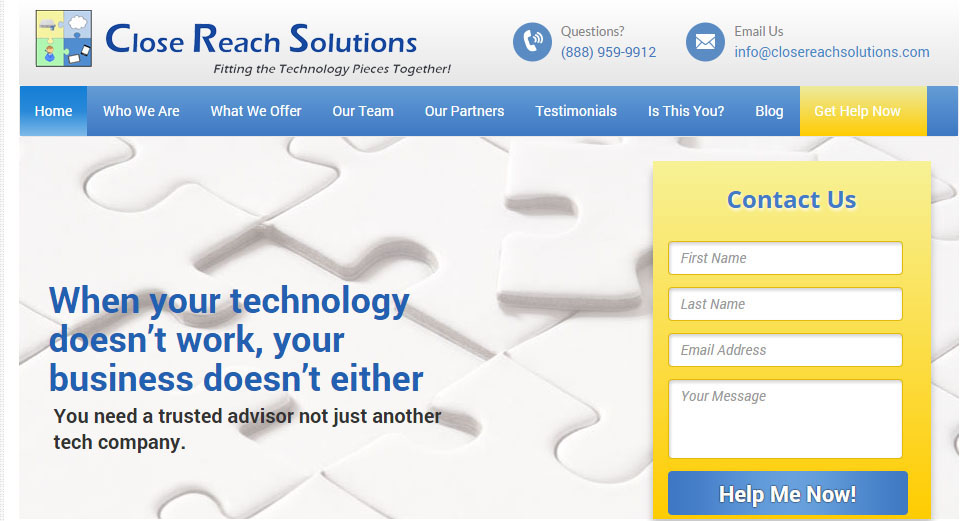 Close Reach Solutions
Fitting the Technology Pieces Together!
Questions?
(888) 959-9912
Email Us
info@closereachsolutions.com
Home Who We Are What We Offer Our Team Our Partners Testimonials Is This You? Blog Get Help Now
When your technology
doesn't work, your
business doesn't either
You need a trusted advisor not just another
tech company.
Contact Us
First Name
Last Name
Email Address
Your Message
Help Me Now!